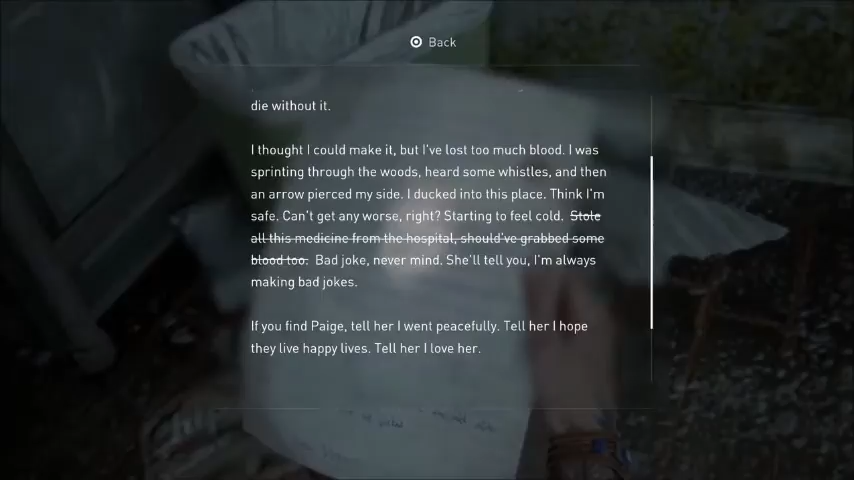 Back
die without it.
I thought I could make it, but I've lost too much blood. I was
sprinting through the woods, heard some whistles, and then
an arrow pierced my side. I ducked into this place. Think I'm
safe. Can't get any worse, right? Starting to feel cold. Stole
all this medicine from the hospital, should've grabbed some
blood too. Bad joke, never mind. She'll tell you, I'm always
making bad jokes.
If you find Paige, tell her I went peacefully. Tell her I hope
they live happy lives. Tell her I love her.